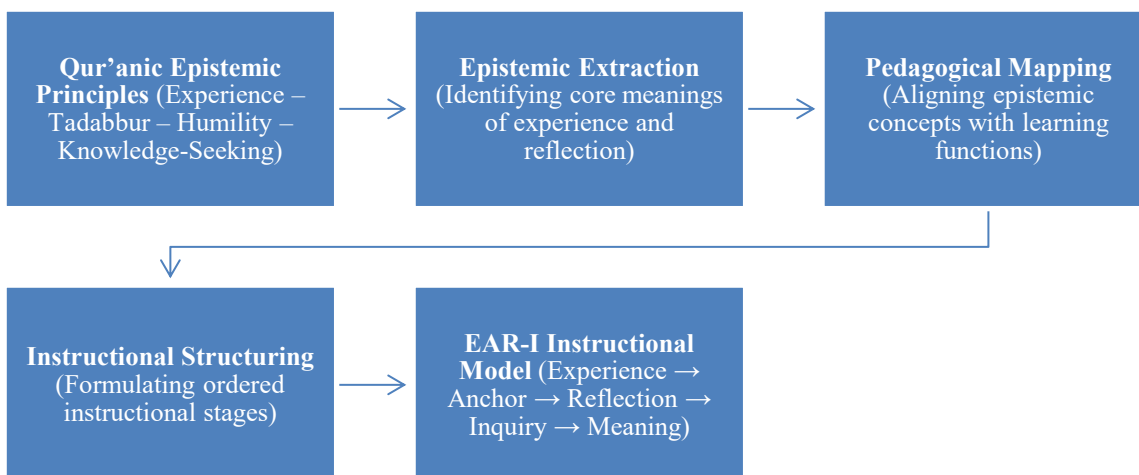 Qur’anic Epistemic
Principles (Experience –
Tadabbur – Humility –
Knowledge-Seeking)
Epistemic Extraction
(Identifying core meanings
of experience and
reflection)
Pedagogical Mapping
(Aligning epistemic
concepts with learning
functions)
Instructional Structuring
(Formulating ordered
instructional stages)
EAR-I Instructional
Model (Experience →
Anchor → Reflection →
Inquiry → Meaning)